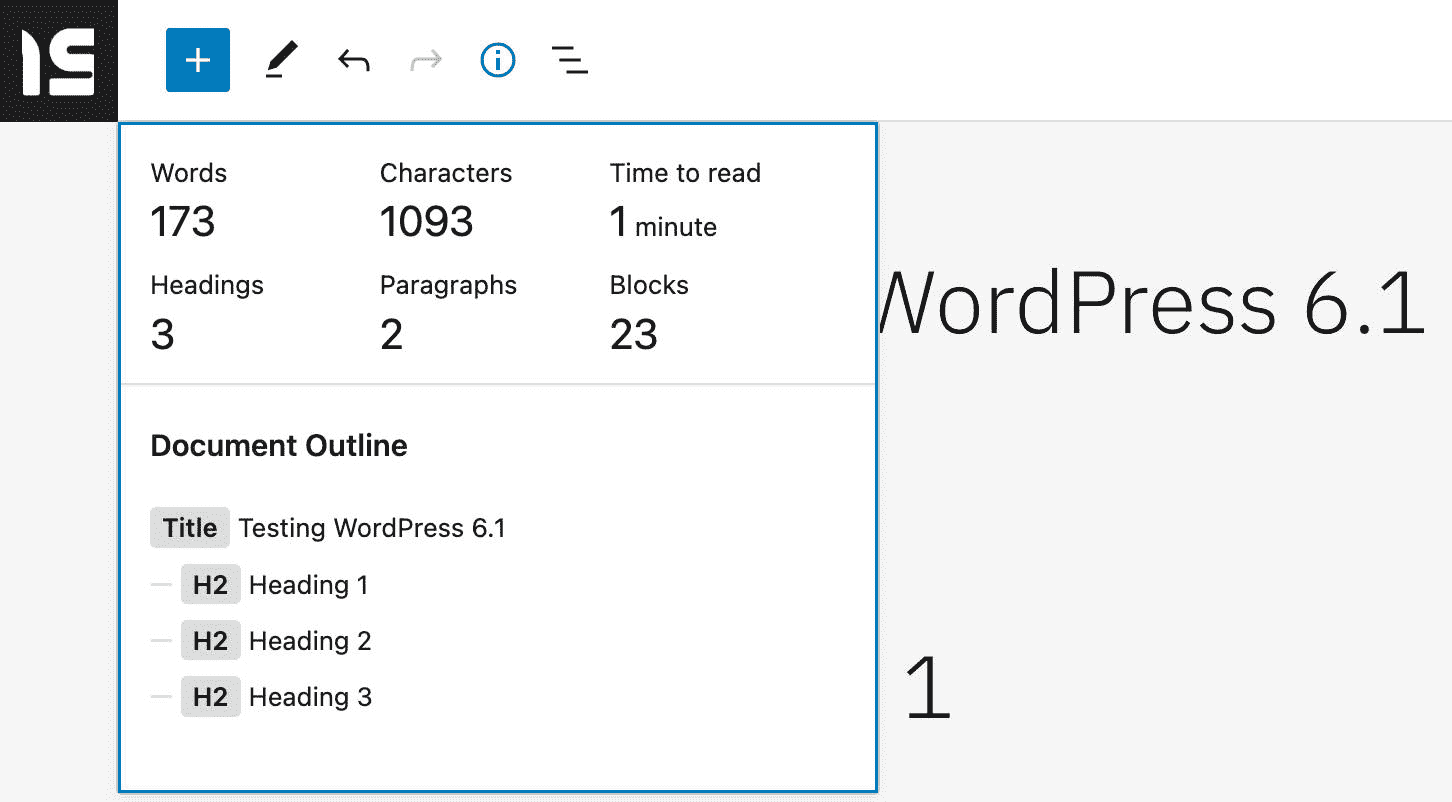 Words Characters Time to read
173 1093 1 minute
Headings Paragraphs Blocks
3 2 23
WordPress 6.1
Document Outline
Title Testing WordPress 6.1
H2 Heading 1
H2 Heading 2
1
H2 Heading 3